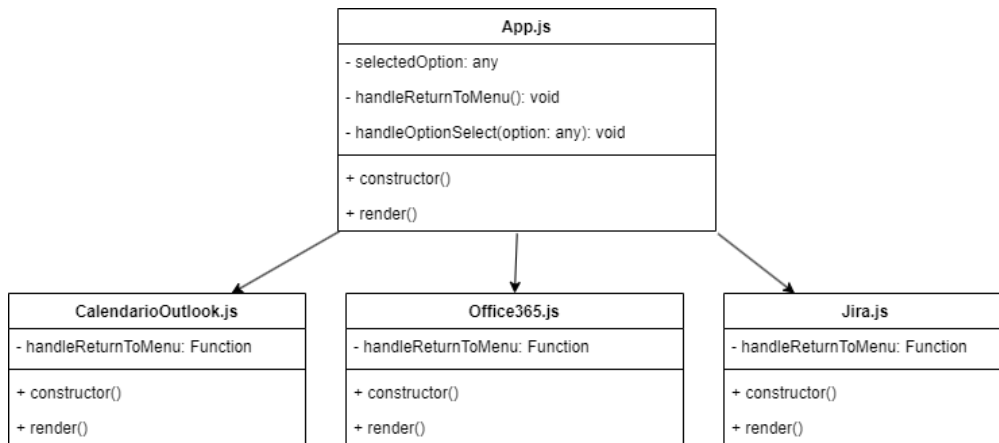 App.js
- selectedOption: any
- handleReturnToMenu(): void
- handleOptionSelect(option: any): void
+ constructor()
+ render()
CalendarioOutlook.js
- handleReturnToMenu: Function
+ constructor()
+ render()
Office365.js
- handleReturnToMenu: Function
+ constructor()
+ render()
Jira.js
- handleReturnToMenu: Function
+ constructor()
+ render()